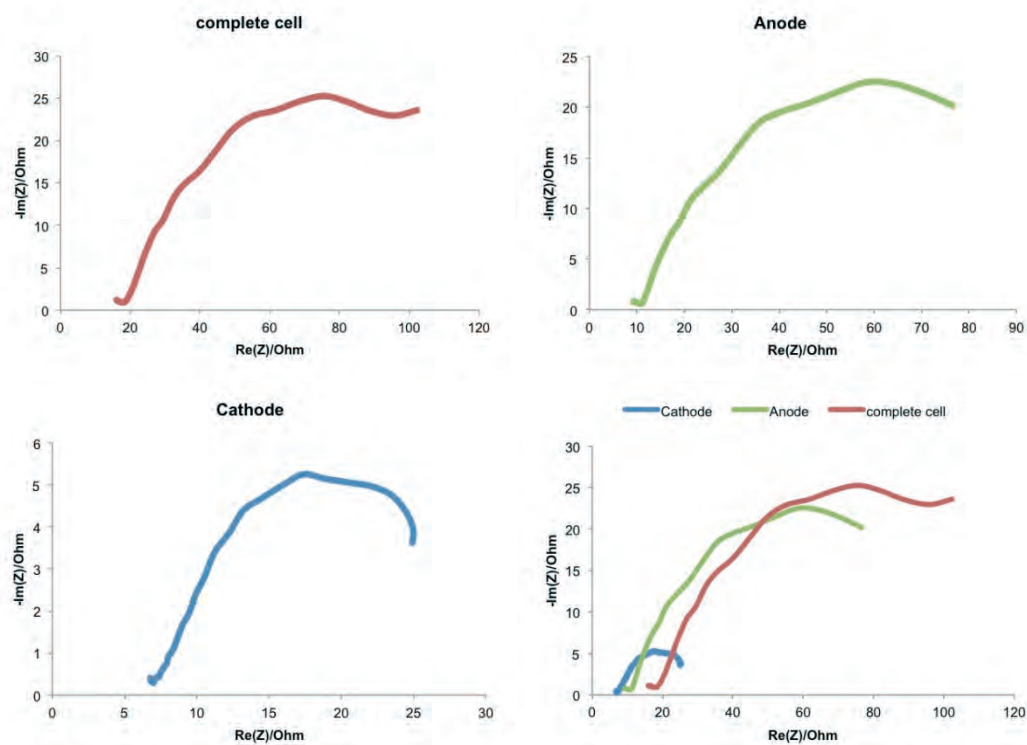 complete cell
30
25
20
15
10
5
0
-Im(Z)/Ohm
0 20 40 60 80 100 120
Re(Z)/Ohm
Anode
25
20
15
10
5
0
-Im(Z)/Ohm
0 10 20 30 40 50 60 70 80 90
Re(Z)/Ohm
Cathode
6
5
4
3
2
1
0
-Im(Z)/Ohm
0 5 10 15 20 25 30
Re(Z)/Ohm
Cathode Anode complete cell
30
25
20
15
10
5
0
-Im(Z)/Ohm
0 20 40 60 80 100 120
Re(Z)/Ohm